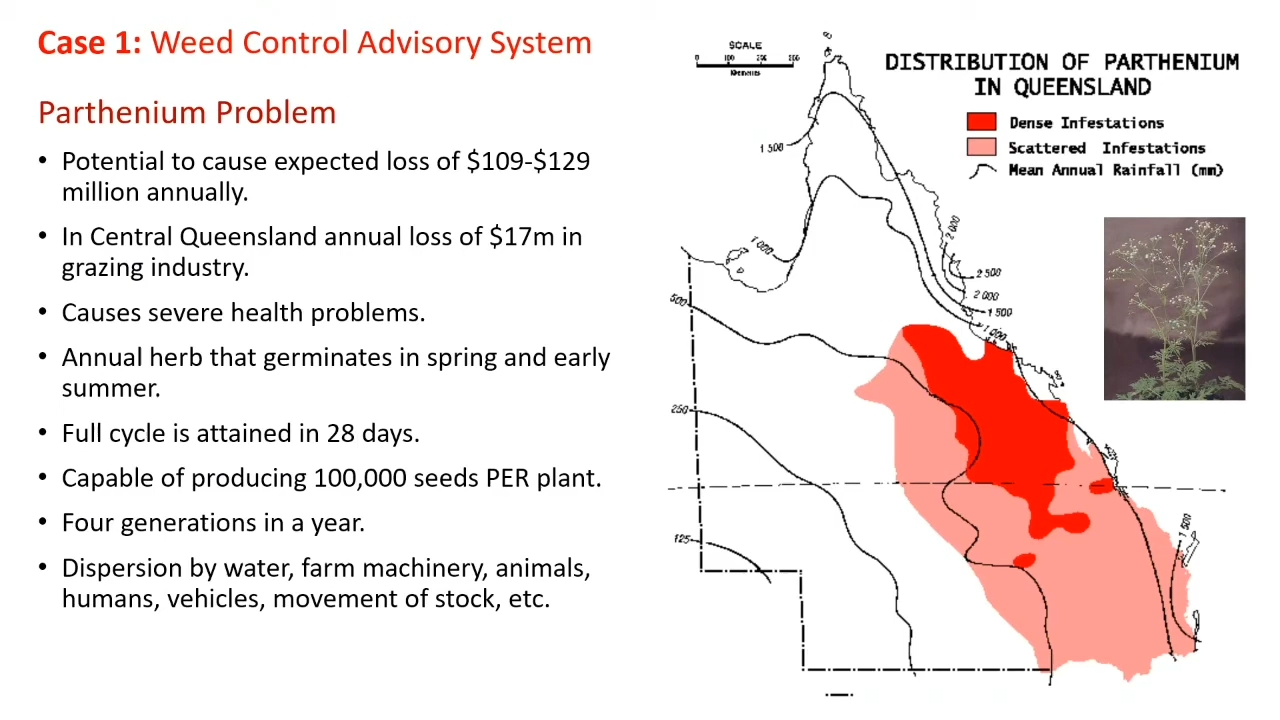 Case 1: Weed Control Advisory System
Parthenium Problem
• Potential to cause expected loss of $109-$129
million annually.
• In Central Queensland annual loss of $17m in
grazing industry.
• Causes severe health problems.
• Annual herb that germinates in spring and early
summer.
• Full cycle is attained in 28 days.
• Capable of producing 100,000 seeds PER plant.
• Four generations in a year.
• Dispersion by water, farm machinery, animals,
humans, vehicles, movement of stock, etc.
SCALE
0 100 200 300
Kilometres
DISTRIBUTION OF PARTHENIUM
IN QUEENSLAND
Dense Infestations
Scattered Infestations
Mean Annual Rainfall (mm)
1 500
1 000
2 000
2 500
2 000
1 500
1 000
500
250
125
1 500